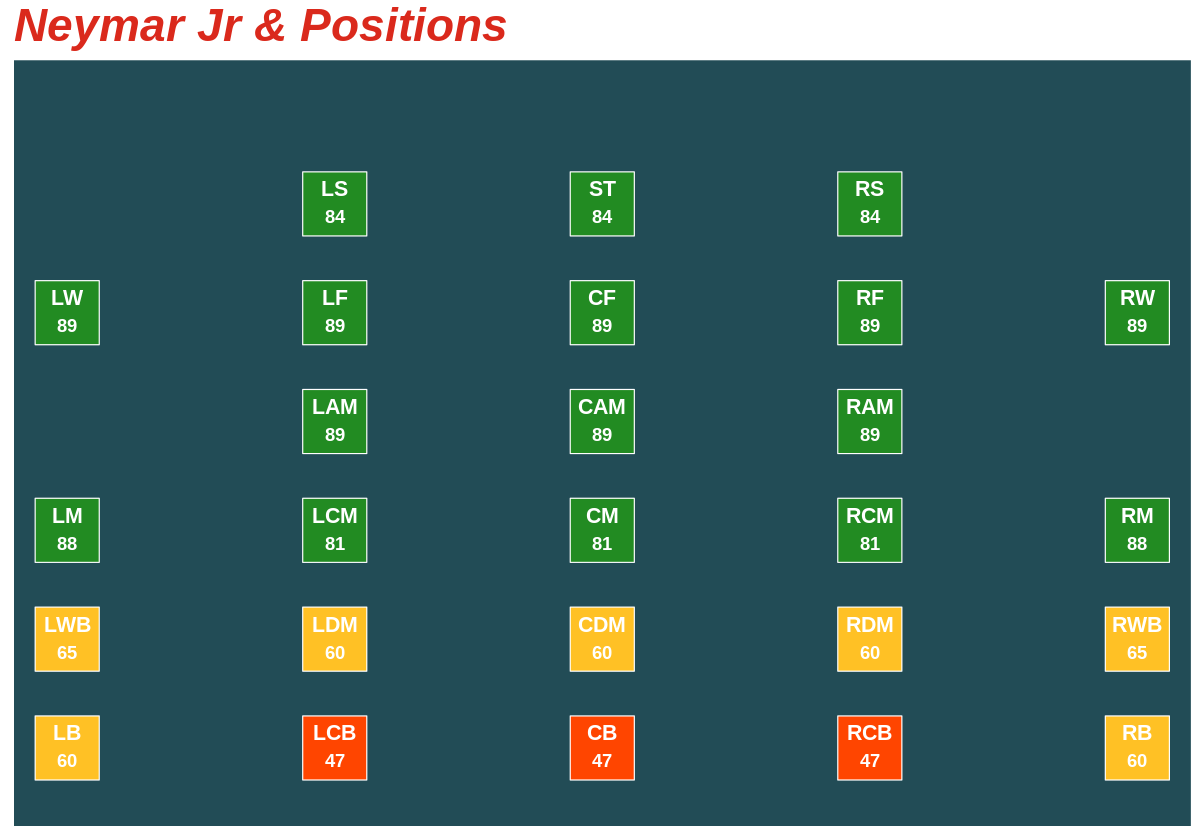 Neymar Jr & Positions
LS ST RS
84 84 84
LW LF CF RF RW
89 89 89 89 89
LAM CAM RAM
89 89 89
LM LCM CM RCM RM
88 81 81 81 88
LWB LDM CDM RDM RWB
65 60 60 60 65
LB LCB CB RCB RB
60 47 47 47 60